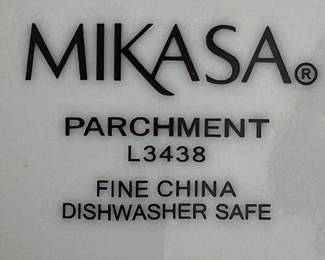 MIKASA®
PARCHMENT
L3438
FINE CHINA
DISHWASHER SAFE